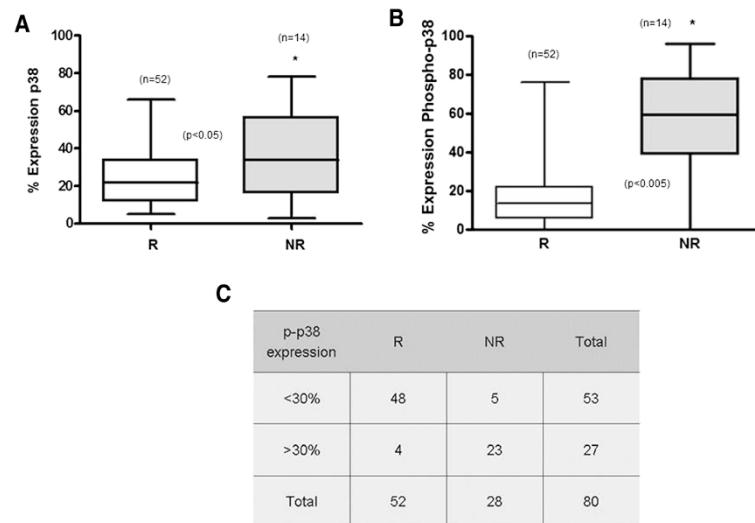 A
% Expression p38
100
80
60
40
20
0
(n=52)
(n=14)
*
(p<0.05)
R
NR
B
% Expression Phospho-p38
100
80
60
40
20
0
(n=52)
(n=14)
*
(p<0.005)
R
NR
C
p-p38 expression
R
NR
Total
<30%
48
5
53
>30%
4
23
27
Total
52
28
80